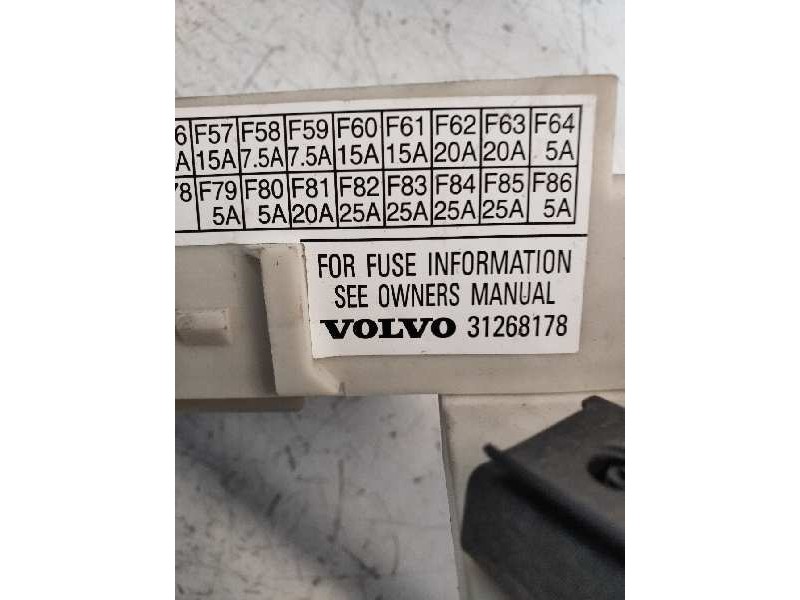 6 F57 F58 F59 F60 F61 F62 F63 F64
A 15A 7.5A 7.5A 15A 15A 20A 20A 5A
78 F79 F80 F81 F82 F83 F84 F85 F86
5A 5A 20A 25A 25A 25A 25A 5A
FOR FUSE INFORMATION
SEE OWNERS MANUAL
VOLVO 31268178